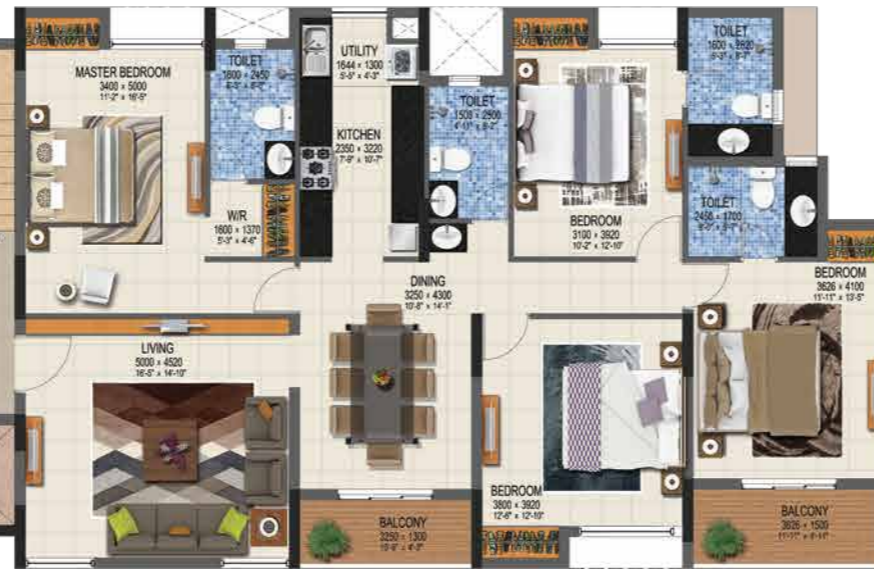 MASTER BEDROOM
3400 x 5000
11'-2" x 16'-5"
TOILET
1600 x 2450
UTILITY
1644 x 1300
5'-5" x 4'-3"
KITCHEN
2350 x 3220
7'-9" x 10'-7"
TOILET
1508 x 2500
BEDROOM
3100 x 3920
10'-2" x 12'-10"
TOILET
TOILET
2450 x 1700
W/R
1600 x 1370
5'-3" x 4'-6"
DINING
3250 x 4300
10'-8" x 14'-1"
BEDROOM
3626 x 4100
11'-11" x 13'-5"
LIVING
5000 x 4520
16'-5" x 14'-10"
BEDROOM
3800 x 3920
12'-6" x 12'-10"
BALCONY
3250 x 1300
BALCONY
3626 x 1500